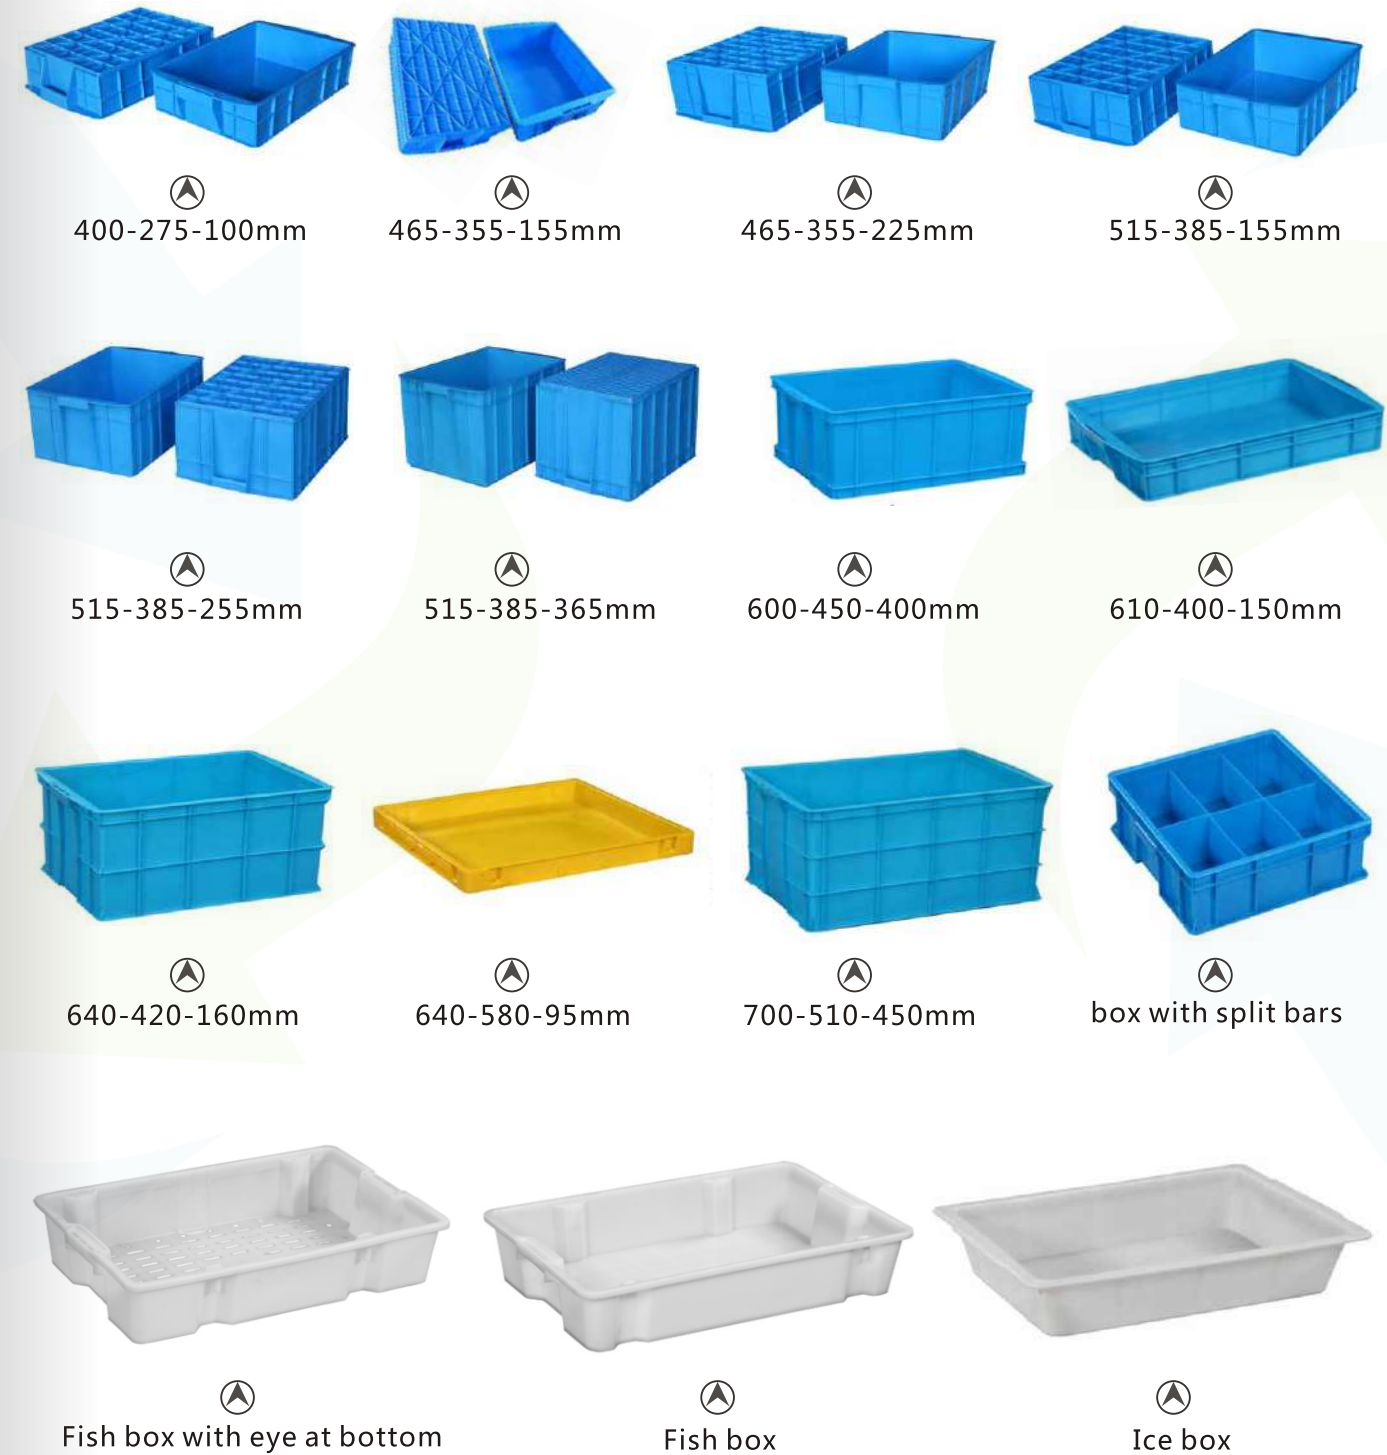 400-275-100mm
465-355-155mm
465-355-225mm
515-385-155mm
515-385-255mm
515-385-365mm
600-450-400mm
610-400-150mm
640-420-160mm
640-580-95mm
700-510-450mm
box with split bars
Fish box with eye at bottom
Fish box
Ice box